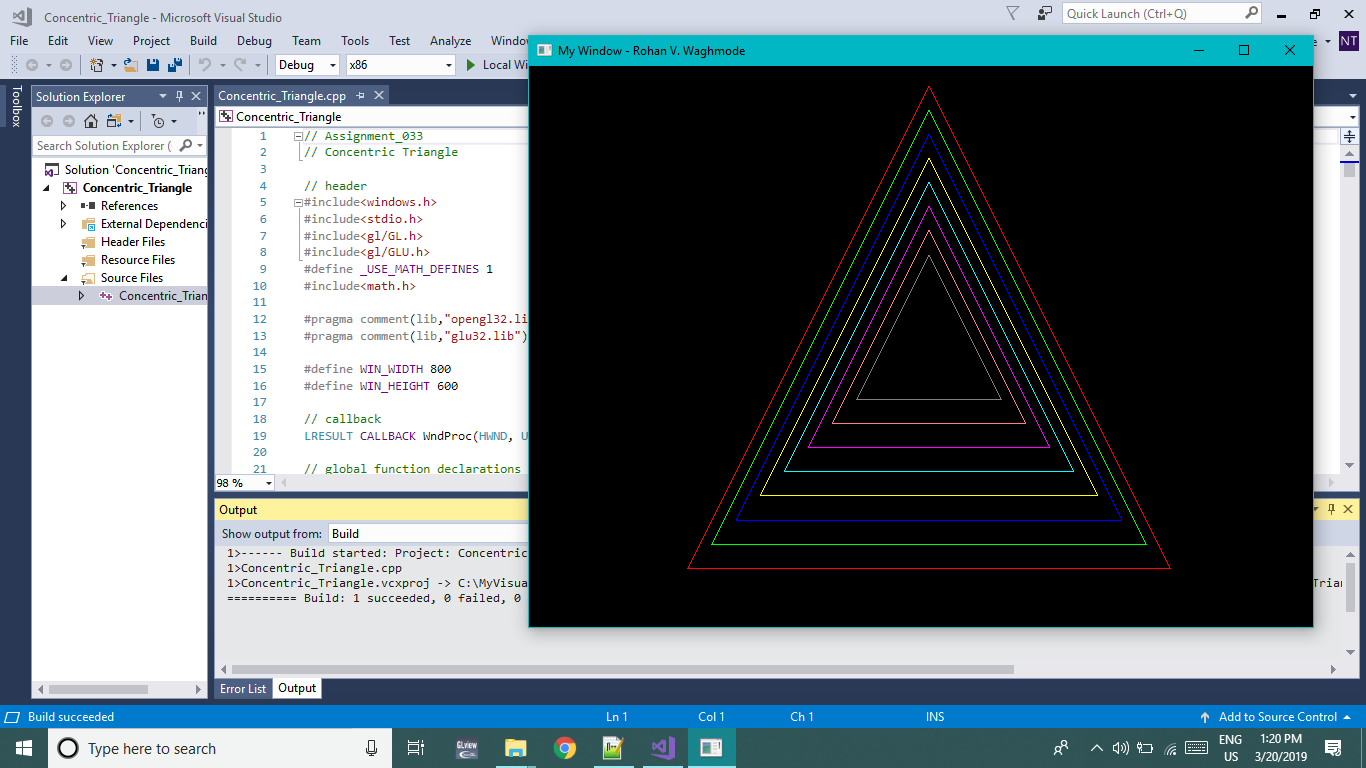 Concentric_Triangle - Microsoft Visual Studio
Quick Launch (Ctrl+Q)
File Edit View Project Build Debug Team Tools Test Analyze Windo
NT
Debug x86 Local Wi
My Window - Rohan V. Waghmode
Toolbox
Solution Explorer
Search Solution Explorer (
Solution 'Concentric_Triang
Concentric_Triangle
References
External Dependenci
Header Files
Resource Files
Source Files
Concentric_Trian
Concentric_Triangle.cpp
Concentric_Triangle
1 // Assignment_033
2 // Concentric Triangle
3
4 // header
5 #include<windows.h>
6 #include<stdio.h>
7 #include<gl/GL.h>
8 #include<gl/GLU.h>
9 #define _USE_MATH_DEFINES 1
10 #include<math.h>
11
12 #pragma comment(lib,"opengl32.li
13 #pragma comment(lib,"glu32.lib")
14
15 #define WIN_WIDTH 800
16 #define WIN_HEIGHT 600
17
18 // callback
19 LRESULT CALLBACK WndProc(HWND, U
20
21 // global function declarations
98 %
Output
Show output from: Build
1>------ Build started: Project: Concentric
1>Concentric_Triangle.cpp
1>Concentric_Triangle.vcxproj -> C:\MyVisua
Trian
========== Build: 1 succeeded, 0 failed, 0
Error List Output
Build succeeded Ln 1 Col 1 Ch 1 INS Add to Source Control
Type here to search
GLview
ENG
US
1:20 PM
3/20/2019